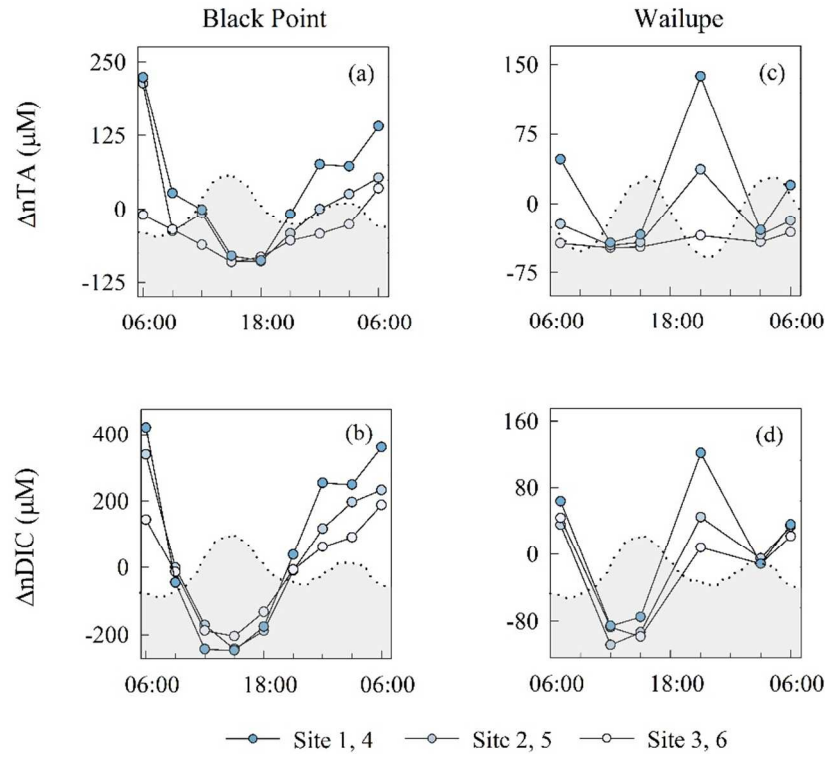 Black Point
Wailupe
ΔnTA (μM)
250
125
0
-125
(a)
06:00 18:00 06:00
150
75
0
-75
(c)
06:00 18:00 06:00
ΔnDIC (μM)
400
200
0
-200
(b)
06:00 18:00 06:00
160
80
0
-80
(d)
06:00 18:00 06:00
Site 1, 4 Site 2, 5 Site 3, 6